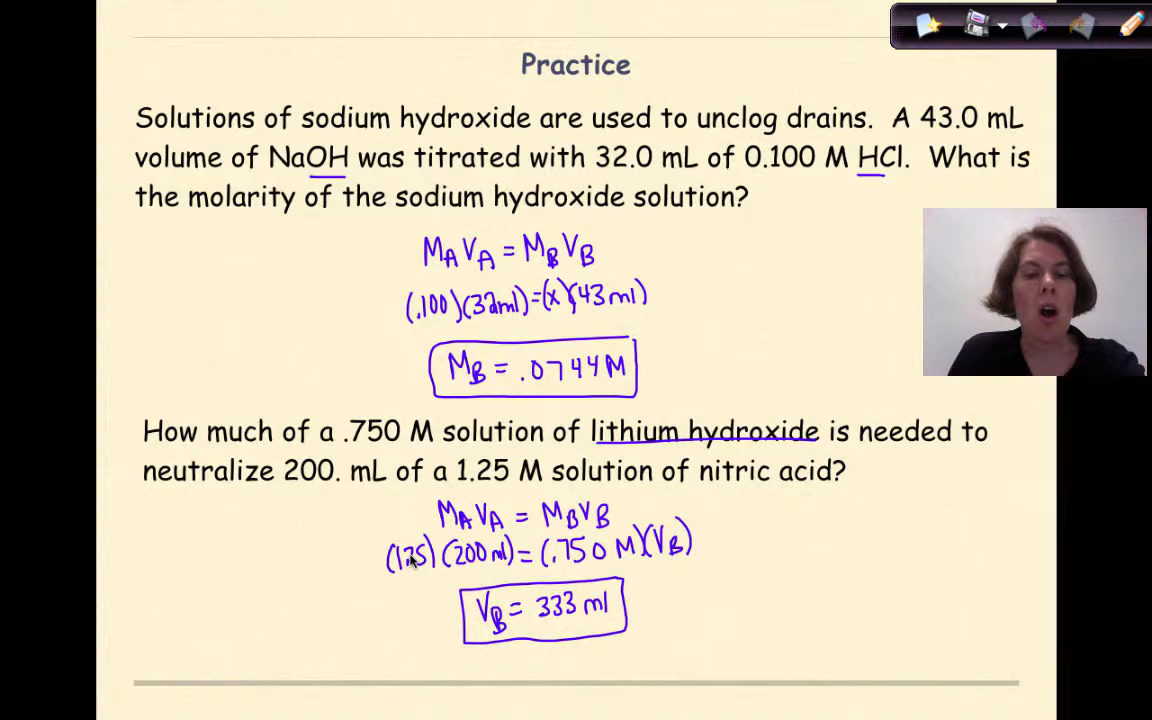 Practice
Solutions of sodium hydroxide are used to unclog drains. A 43.0 mL
volume of NaOH was titrated with 32.0 mL of 0.100 M HCl. What is
the molarity of the sodium hydroxide solution?
MAVA = MBVB
(.100)(32ml)=(x)(43ml)
MB = .0744M
How much of a .750 M solution of lithium hydroxide is needed to
neutralize 200. mL of a 1.25 M solution of nitric acid?
MAVA = MBVB
(1.25)(200ml)=(.750 M)(VB)
VB = 333 ml